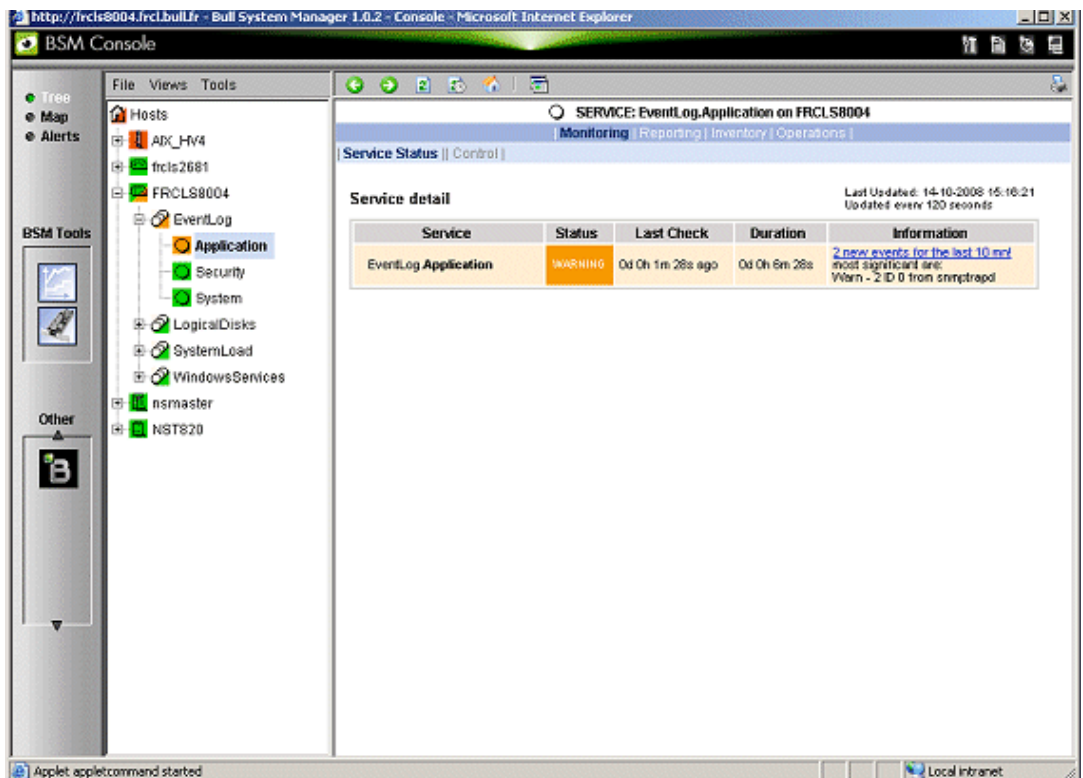 http://frcls8004.frcl.bull.fr - Bull System Manager 1.0.2 - Console - Microsoft Internet Explorer
BSM Console
Tree
Map
Alerts
BSM Tools
Other
B
File Views Tools
Hosts
AIX_HV4
frcls2681
FRCLS8004
EventLog
Application
Security
System
LogicalDisks
SystemLoad
WindowsServices
nsmaster
NST820
SERVICE: EventLog.Application on FRCLS8004
| Monitoring | Reporting | Inventory | Operations |
| Service Status || Control |
Service detail
Last Updated: 14-10-2008 15:16:21
Updated every 120 seconds
Service Status Last Check Duration Information
EventLog.Application WARNING 0d 0h 1m 28s ago 0d 0h 6m 28s 2 new events for the last 10 mn!
most significant are:
Warn - 2 ID 0 from snmptrapd
Applet appletcommand started
Local intranet